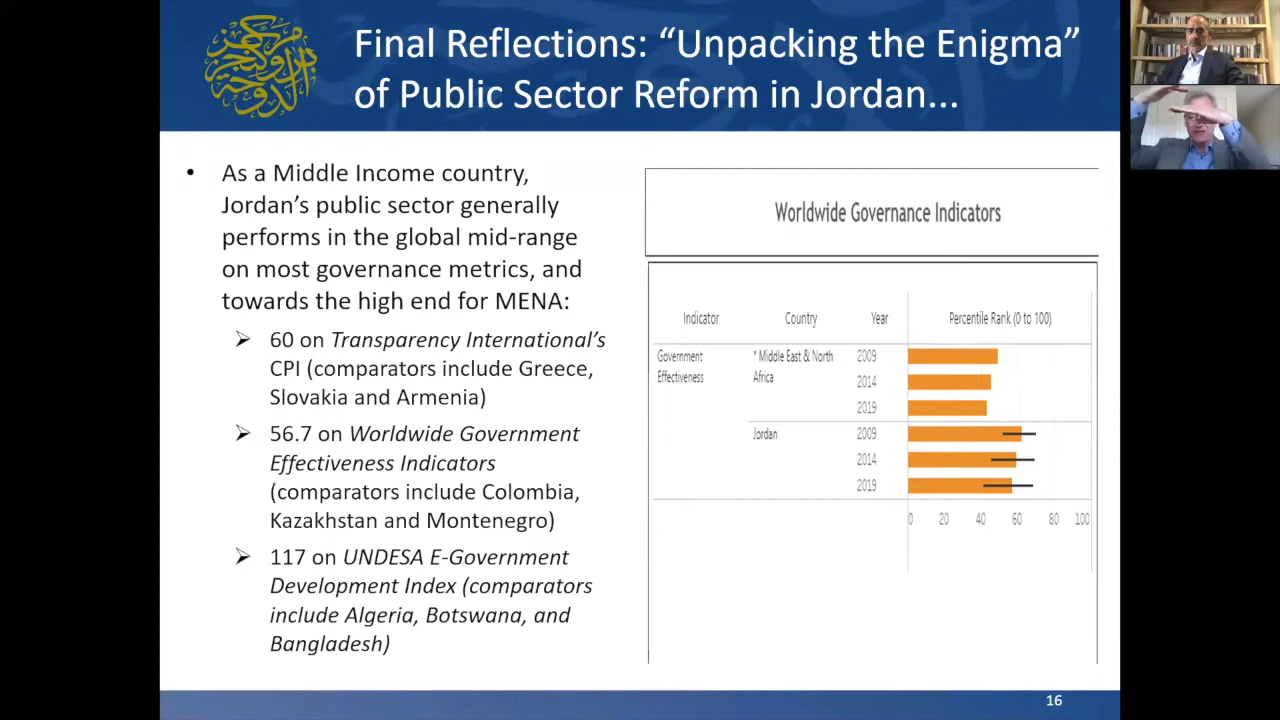 Final Reflections: “Unpacking the Enigma”
of Public Sector Reform in Jordan...
• As a Middle Income country,
Jordan’s public sector generally
performs in the global mid-range
on most governance metrics, and
towards the high end for MENA:
➢ 60 on Transparency International’s
CPI (comparators include Greece,
Slovakia and Armenia)
➢ 56.7 on Worldwide Government
Effectiveness Indicators
(comparators include Colombia,
Kazakhstan and Montenegro)
➢ 117 on UNDESA E-Government
Development Index (comparators
include Algeria, Botswana, and
Bangladesh)
Worldwide Governance Indicators
Indicator Country Year Percentile Rank (0 to 100)
Government * Middle East & North 2009
Effectiveness Africa
2014
2019
Jordan 2009
2014
2019
0 20 40 60 80 100
16